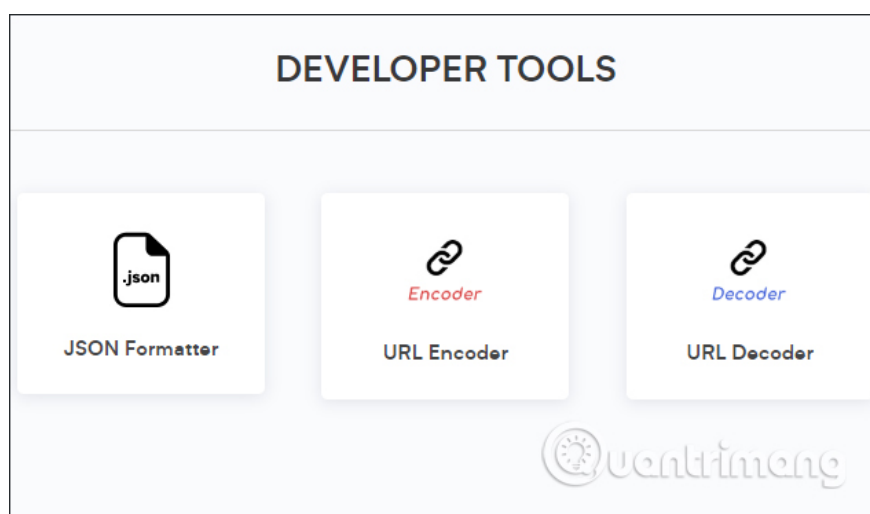 DEVELOPER TOOLS
.json
JSON Formatter
Encoder
URL Encoder
Decoder
URL Decoder
Quantrimang